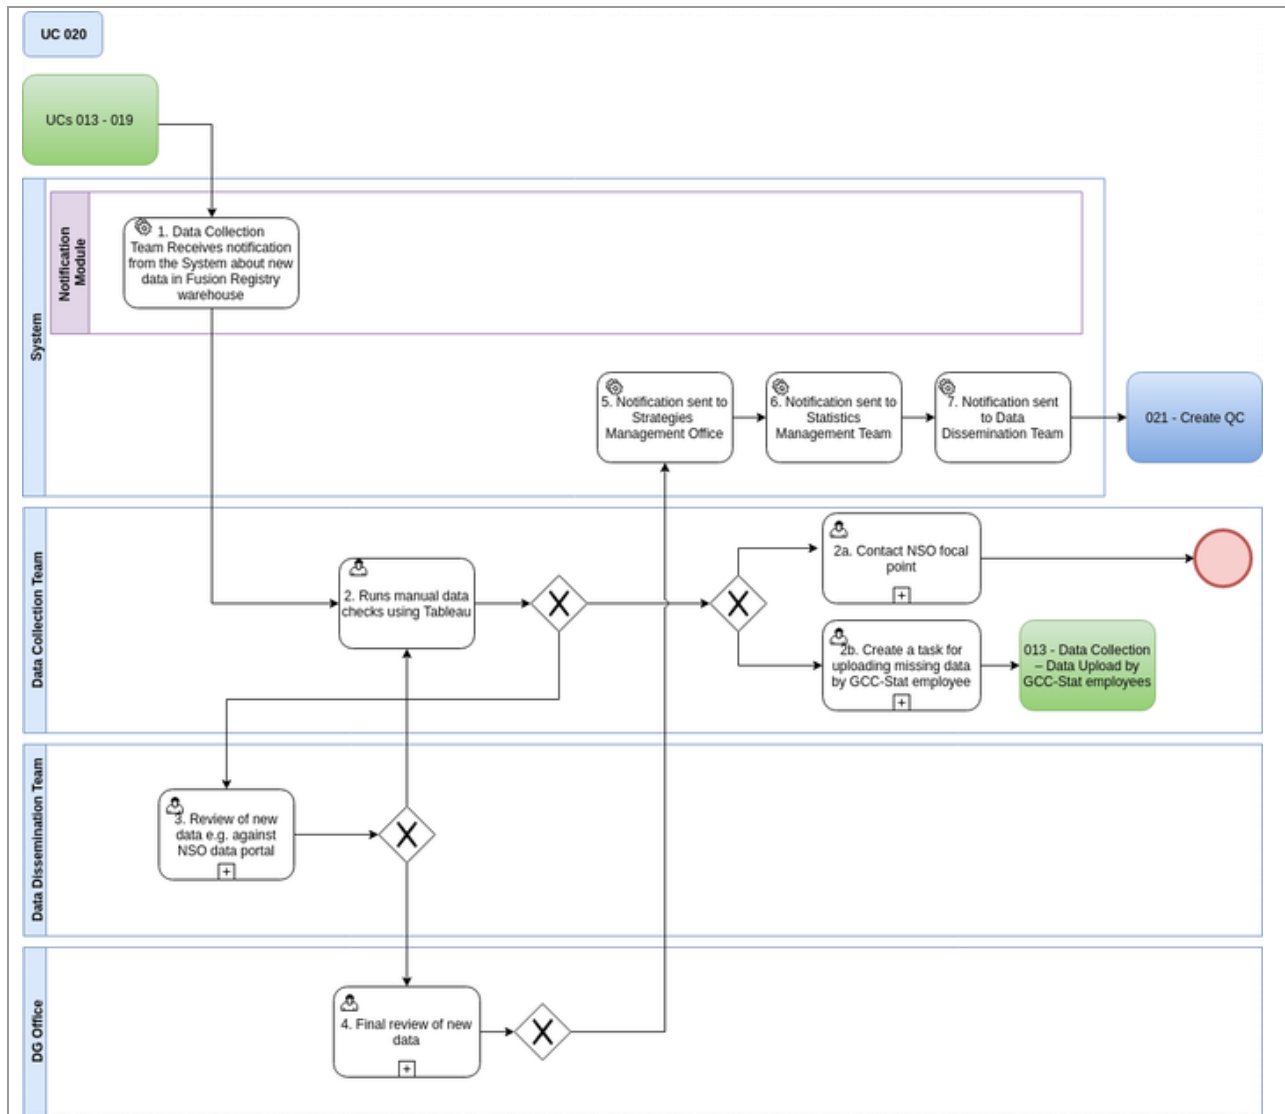 UC 020
UCs 013 - 019
System
Notification
Module
1. Data Collection
Team Receives notification
from the System about new
data in Fusion Registry
warehouse
5. Notification sent to
Strategies
Management Office
6. Notification sent to
Statistics
Management Team
7. Notification sent
to Data
Dissemination Team
021 - Create QC
Data Collection Team
2. Runs manual data
checks using Tableau
X
X
2a. Contact NSO focal
point
2b. Create a task for
uploading missing data
by GCC-Stat employee
013 - Data Collection
– Data Upload by
GCC-Stat employees
Data Dissemination Team
3. Review of new
data e.g. against
NSO data portal
X
DG Office
4. Final review of new
data
X